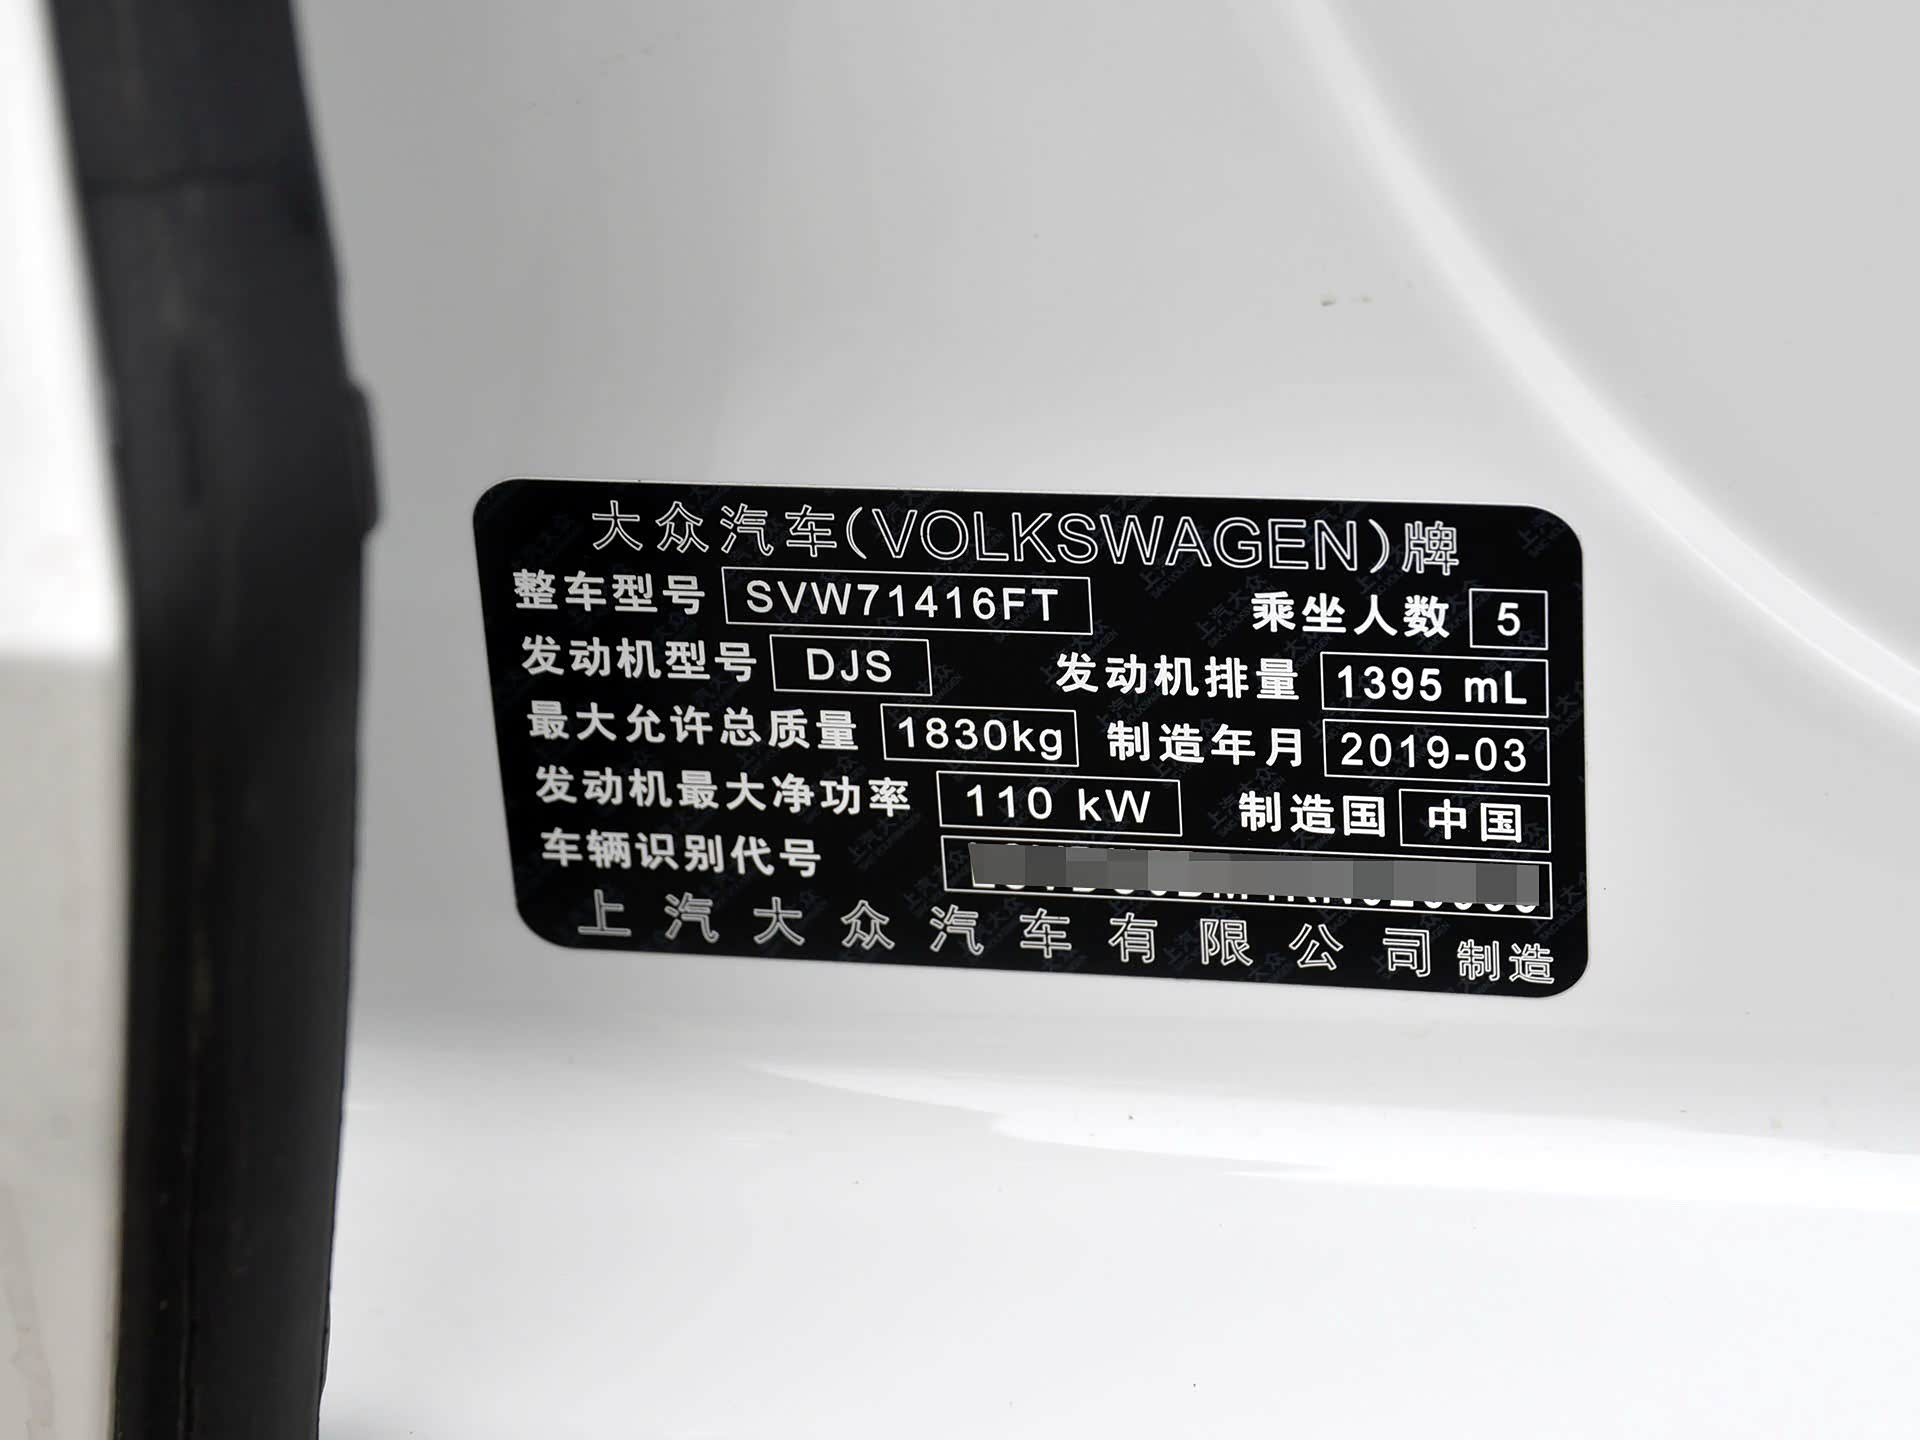 大众汽车(VOLKSWAGEN)牌
整车型号 SVW71416FT 乘坐人数 5
发动机型号 DJS 发动机排量 1395 mL
最大允许总质量 1830kg 制造年月 2019-03
发动机最大净功率 110 kW 制造国 中国
车辆识别代号
上汽大众汽车有限公司 制造